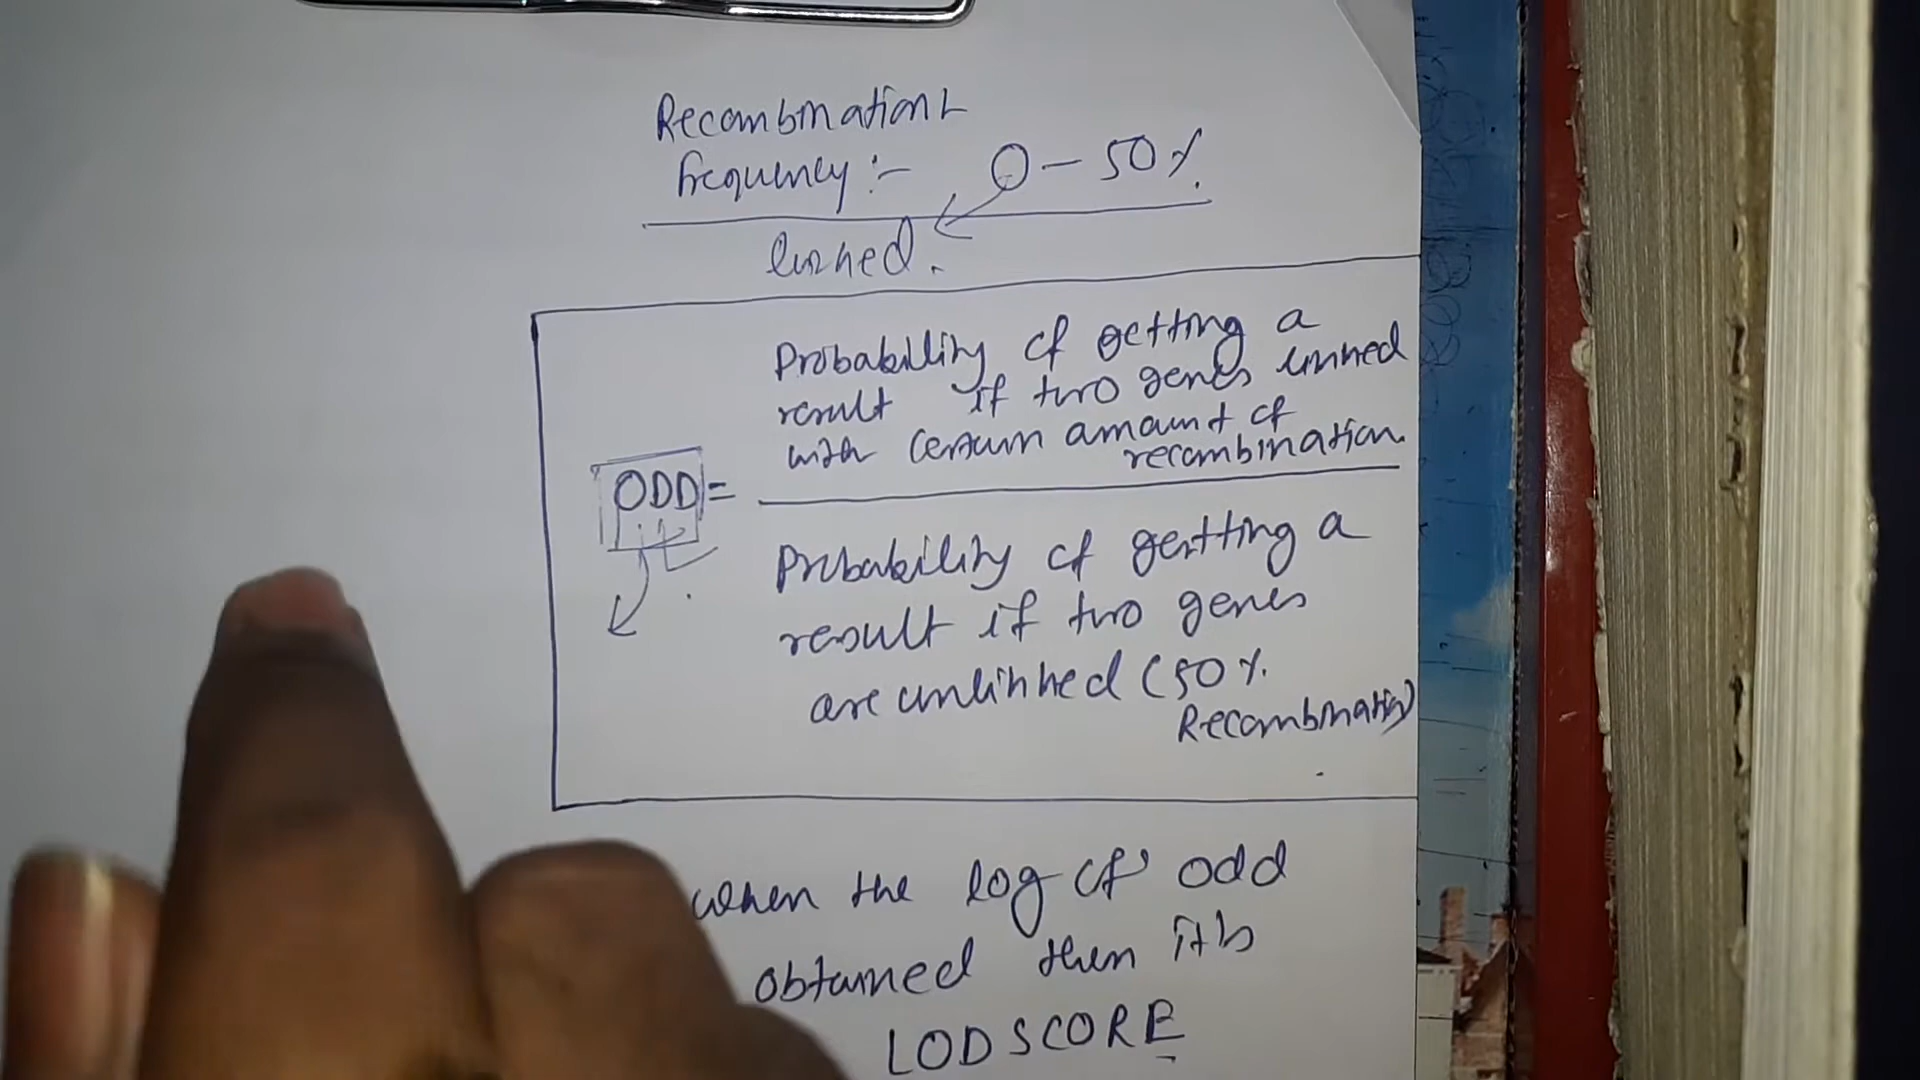 Recombination
frequency :- 0 - 50 %
linked.
Probability of getting a
result if two genes linked
with certain amount of
recombination.
ODD =
Probability of gertting a
result if two genes
are unlinked (50 %
Recombination)
when the log of odd
obtained then it is
LOD SCORE